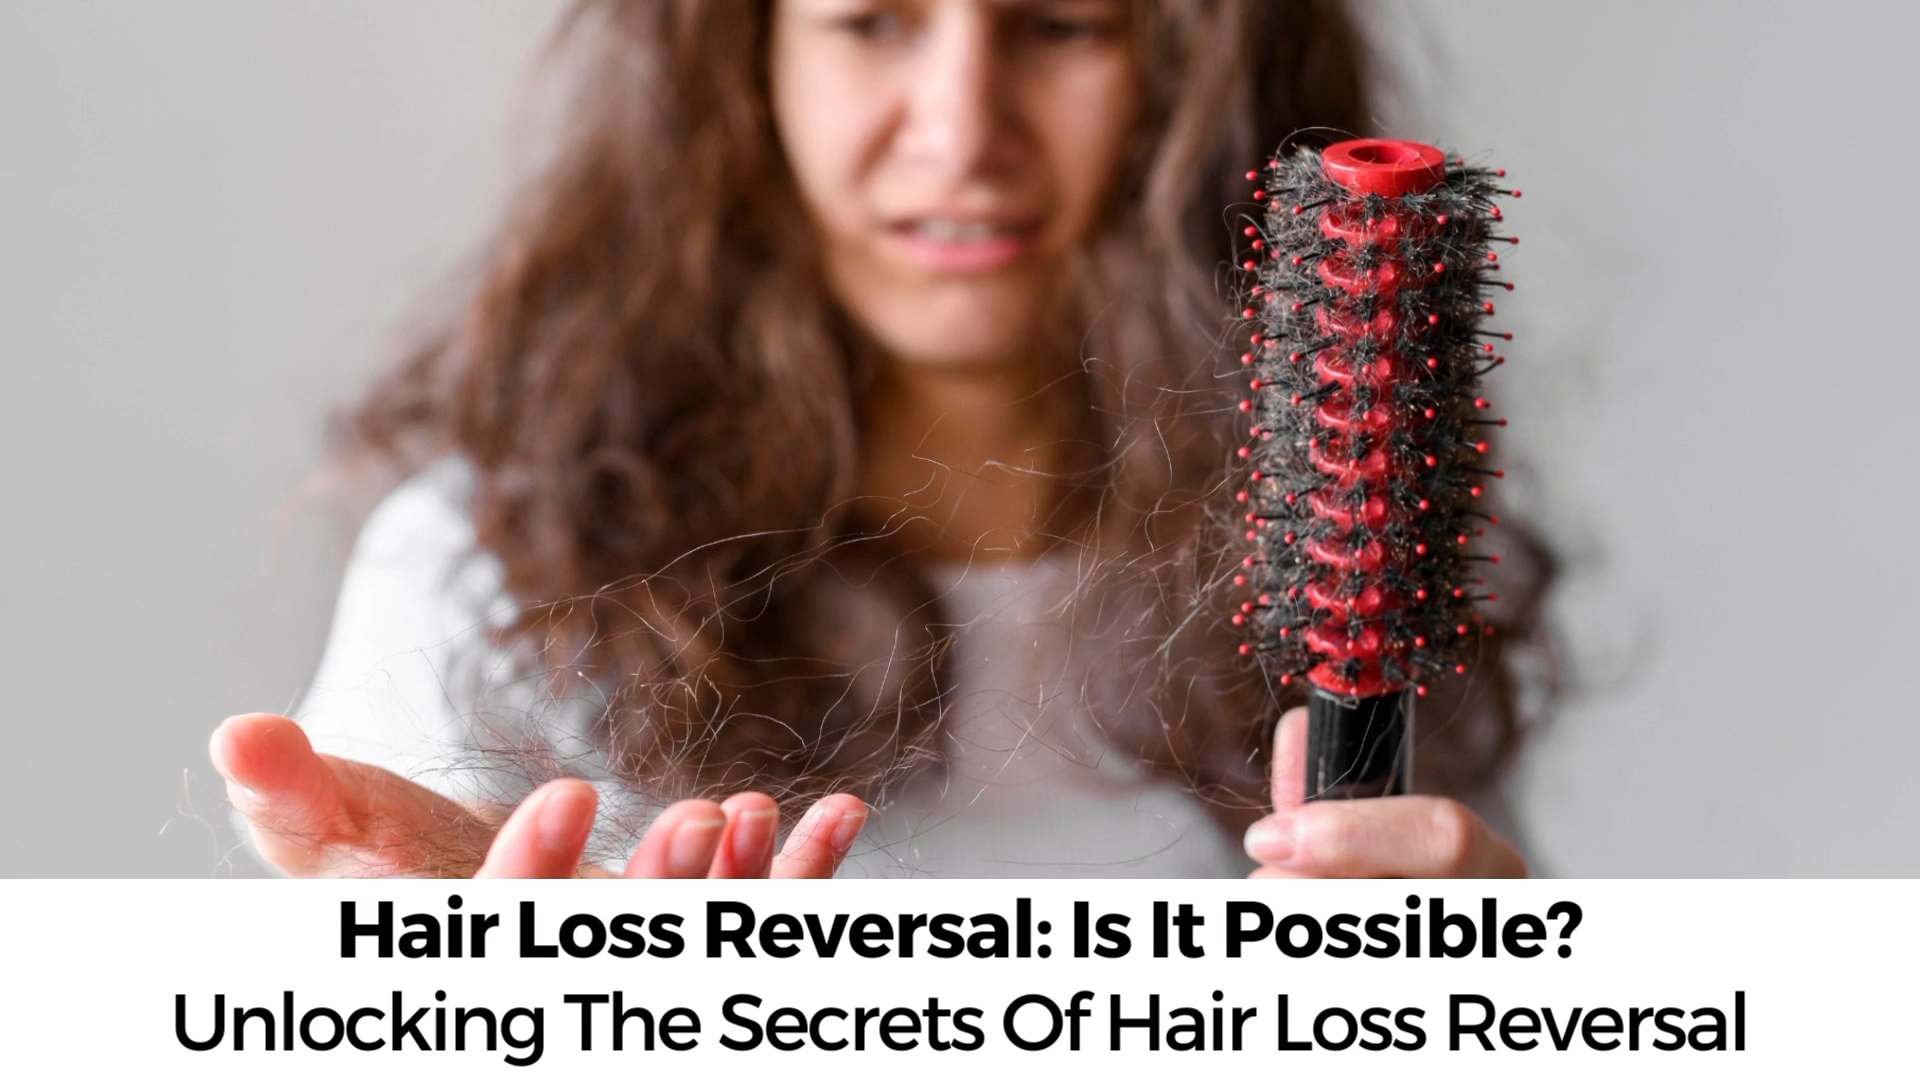 Hair Loss Reversal: Is It Possible?
Unlocking The Secrets Of Hair Loss Reversal